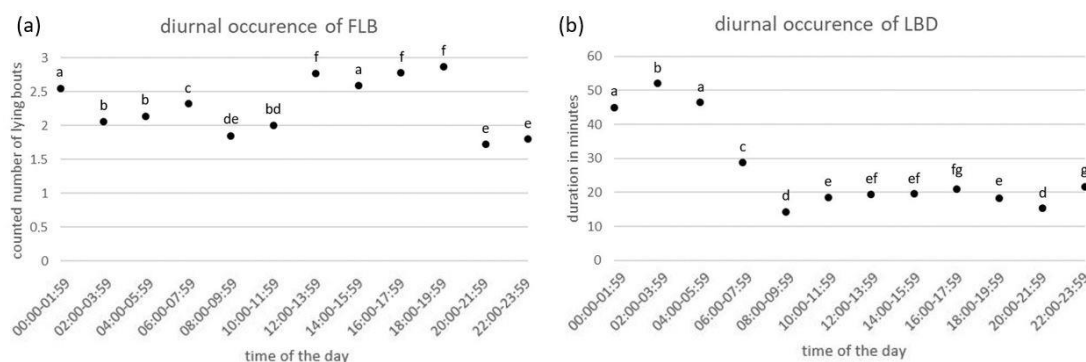 (a)
diurnal occurence of FLB
counted number of lying bouts
3
2.5
2
1.5
1
0.5
0
a
b
b
c
de
bd
f
a
f
f
e
e
00:00-01:59
02:00-03:59
04:00-05:59
06:00-07:59
08:00-09:59
10:00-11:59
12:00-13:59
14:00-15:59
16:00-17:59
18:00-19:59
20:00-21:59
22:00-23:59
time of the day
(b)
diurnal occurence of LBD
duration in minutes
60
50
40
30
20
10
0
a
b
a
c
d
e
ef
ef
fg
e
d
g
00:00-01:59
02:00-03:59
04:00-05:59
06:00-07:59
08:00-09:59
10:00-11:59
12:00-13:59
14:00-15:59
16:00-17:59
18:00-19:59
20:00-21:59
22:00-23:59
time of the day